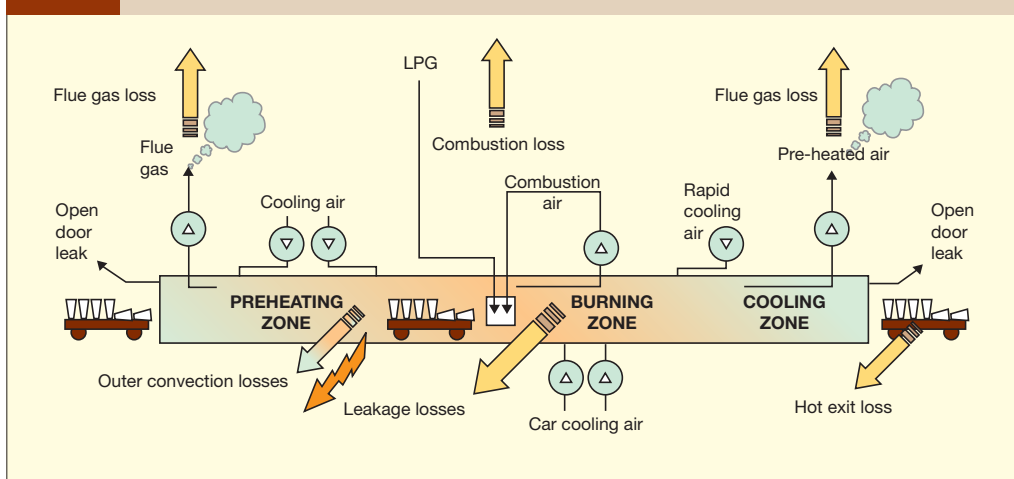 LPG
Flue gas loss
Combustion loss
Flue gas loss
Flue
gas
Pre-heated air
Combustion
air
Cooling air
Rapid
cooling
air
Open
door
leak
Open
door
leak
PREHEATING
ZONE
BURNING
ZONE
COOLING
ZONE
Outer convection losses
Leakage losses
Car cooling air
Hot exit loss